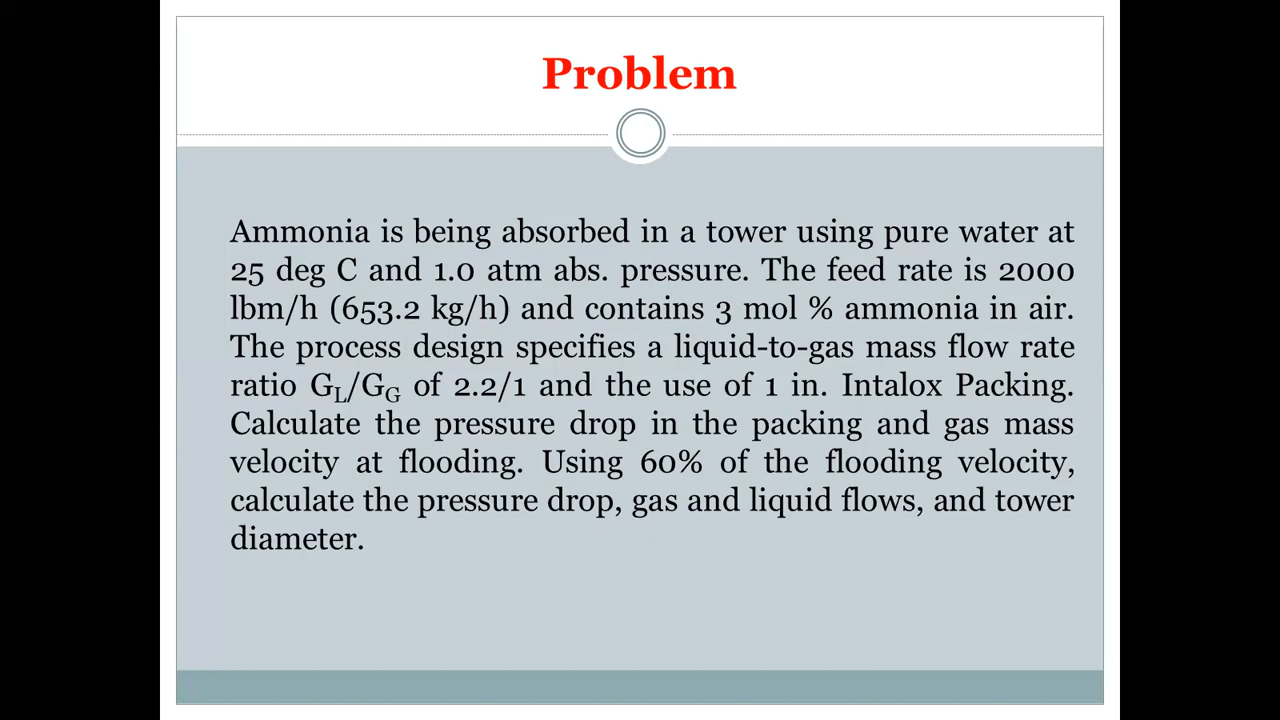 Problem
Ammonia is being absorbed in a tower using pure water at
25 deg C and 1.0 atm abs. pressure. The feed rate is 2000
lbm/h (653.2 kg/h) and contains 3 mol % ammonia in air.
The process design specifies a liquid-to-gas mass flow rate
ratio GL/GG of 2.2/1 and the use of 1 in. Intalox Packing.
Calculate the pressure drop in the packing and gas mass
velocity at flooding. Using 60% of the flooding velocity,
calculate the pressure drop, gas and liquid flows, and tower
diameter.